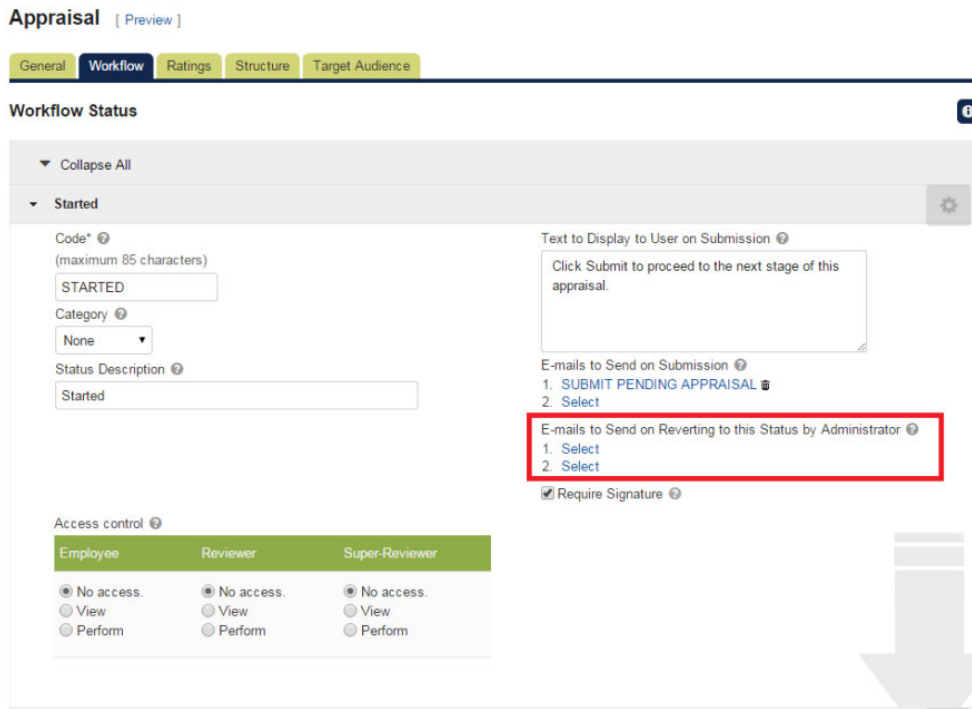 Appraisal [ Preview ]
General Workflow Ratings Structure Target Audience
Workflow Status
Collapse All
Started
Code*
(maximum 85 characters)
STARTED
Category
None
Status Description
Started
Text to Display to User on Submission
Click Submit to proceed to the next stage of this
appraisal.
E-mails to Send on Submission
1. SUBMIT PENDING APPRAISAL
2. Select
E-mails to Send on Reverting to this Status by Administrator
1. Select
2. Select
Require Signature
Access control
Employee Reviewer Super-Reviewer
No access. No access. No access.
View View View
Perform Perform Perform